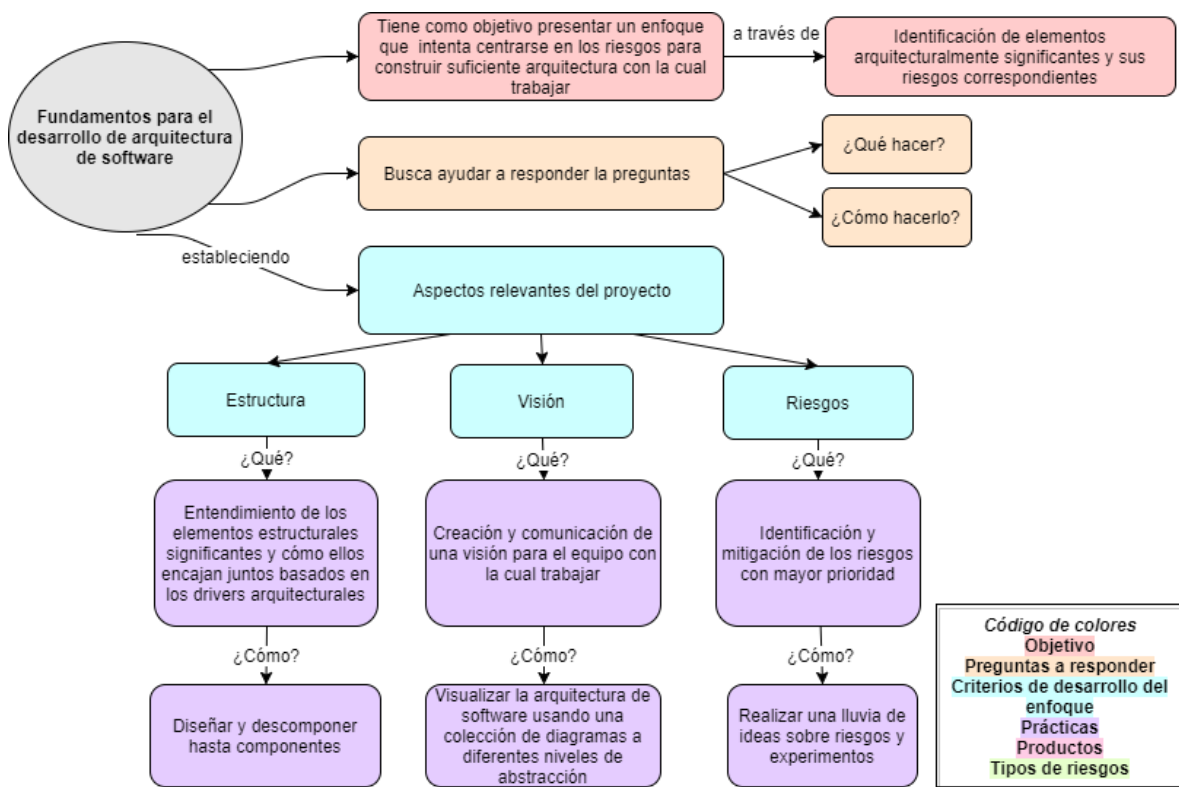 Tiene como objetivo presentar un enfoque
que intenta centrarse en los riesgos para
construir suficiente arquitectura con la cual
trabajar
a través de
Identificación de elementos
arquitecturalmente significantes y sus
riesgos correspondientes
Fundamentos para el
desarrollo de arquitectura
de software
Busca ayudar a responder la preguntas
¿Qué hacer?
¿Cómo hacerlo?
estableciendo
Aspectos relevantes del proyecto
Estructura
Visión
Riesgos
¿Qué?
¿Qué?
¿Qué?
Entendimiento de los
elementos estructurales
significantes y cómo ellos
encajan juntos basados en
los drivers arquitecturales
Creación y comunicación de
una visión para el equipo con
la cual trabajar
Identificación y
mitigación de los riesgos
con mayor prioridad
¿Cómo?
¿Cómo?
¿Cómo?
Diseñar y descomponer
hasta componentes
Visualizar la arquitectura de
software usando una
colección de diagramas a
diferentes niveles de
abstracción
Realizar una lluvia de
ideas sobre riesgos y
experimentos
Código de colores
Objetivo
Preguntas a responder
Criterios de desarrollo del
enfoque
Prácticas
Productos
Tipos de riesgos